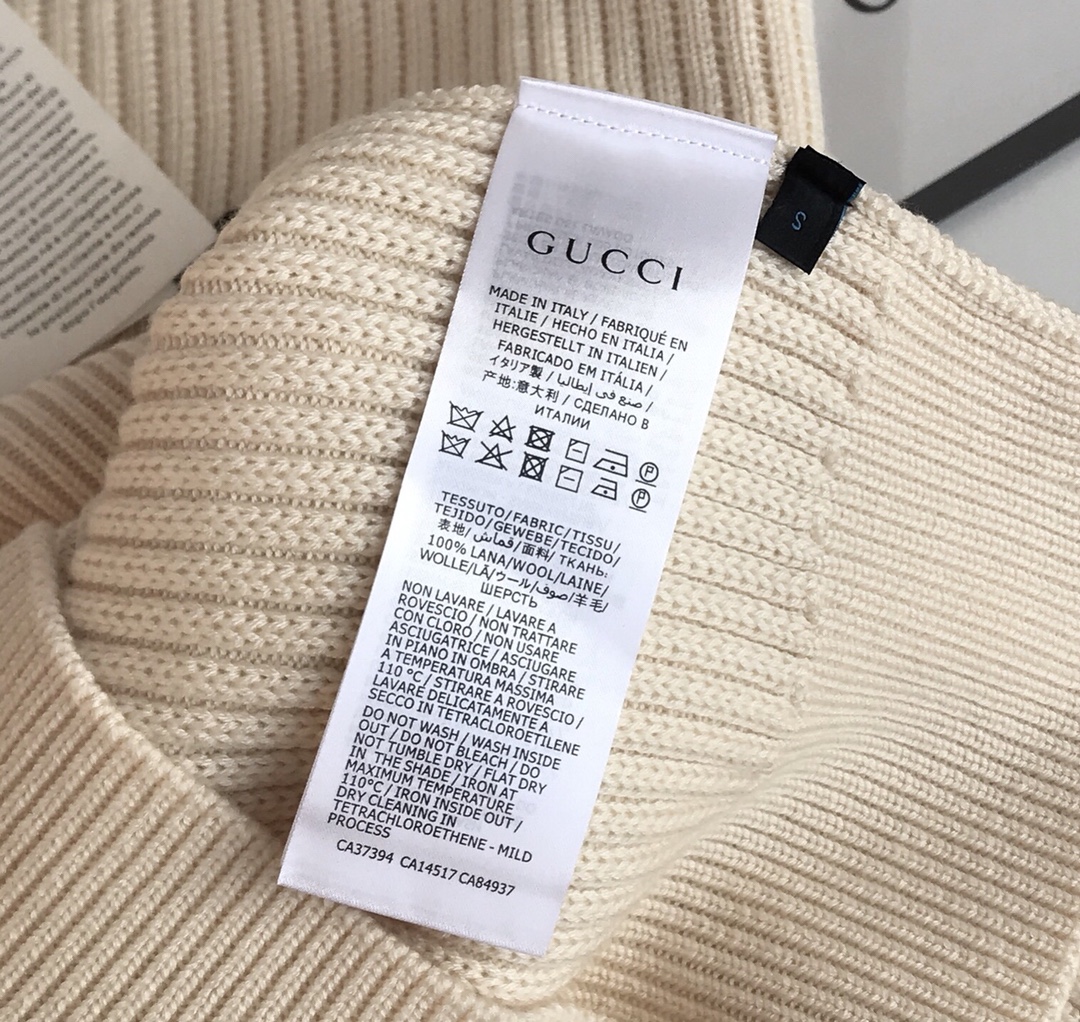 GUCCI
MADE IN ITALY / FABRIQUÉ EN
ITALIE / HECHO EN ITALIA /
HERGESTELLT IN ITALIEN /
FABRICADO EM ITÁLIA /
イタリア製 / صنع في إيطاليا /
产地:意大利 / СДЕЛАНО В
ИТАЛИИ
TESSUTO/FABRIC/TISSU/
TEJIDO/GEWEBE/TECIDO/
表地/قماش/面料/ ТКАНЬ:
100% LANA/WOOL/LAINE/
WOLLE/LÃ/ウール/صوف/羊毛/
ШЕРСТЬ
NON LAVARE / LAVARE A
ROVESCIO / NON TRATTARE
CON CLORO / NON USARE
ASCIUGATRICE / ASCIUGARE
IN PIANO IN OMBRA / STIRARE
A TEMPERATURA MASSIMA
110 °C / STIRARE A ROVESCIO /
LAVARE DELICATAMENTE A
SECCO IN TETRACLOROETILENE
DO NOT WASH / WASH INSIDE
OUT / DO NOT BLEACH / DO
NOT TUMBLE DRY / FLAT DRY
IN THE SHADE / IRON AT
MAXIMUM TEMPERATURE
110°C / IRON INSIDE OUT /
DRY CLEANING IN
TETRACHLOROETHENE - MILD
PROCESS
CA37394 CA14517 CA84937
S